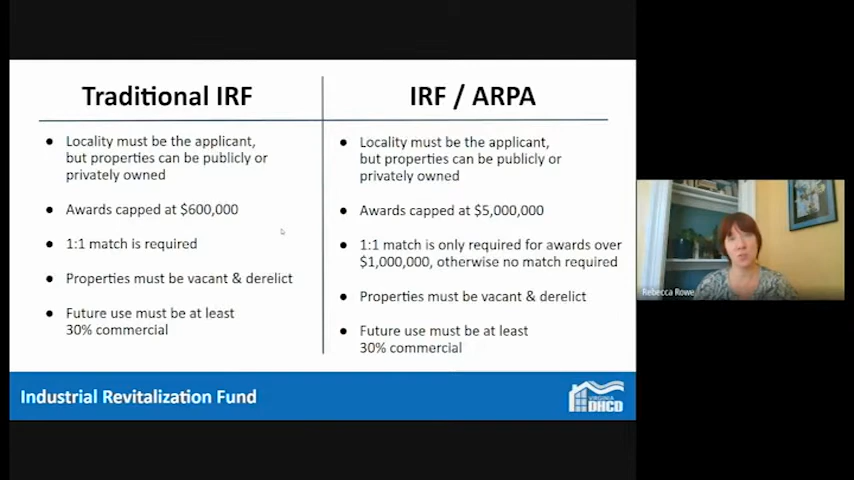 Traditional IRF
● Locality must be the applicant,
but properties can be publicly or
privately owned
● Awards capped at $600,000
● 1:1 match is required
● Properties must be vacant & derelict
● Future use must be at least
30% commercial
IRF / ARPA
● Locality must be the applicant,
but properties can be publicly or
privately owned
● Awards capped at $5,000,000
● 1:1 match is only required for awards over
$1,000,000, otherwise no match required
● Properties must be vacant & derelict
● Future use must be at least
30% commercial
Industrial Revitalization Fund
VIRGINIA
DHCD
Rebecca Rowe